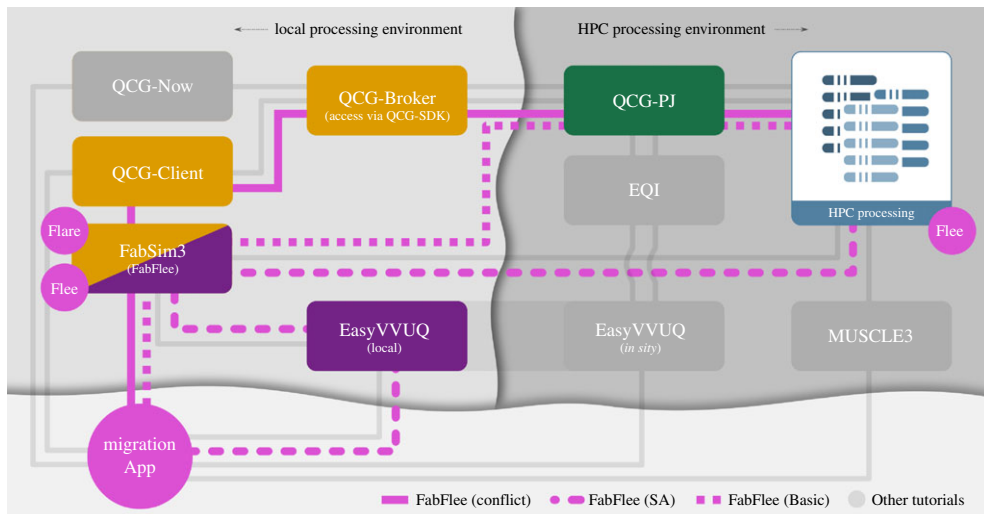 local processing environment
HPC processing environment
QCG-Now
QCG-Broker
(access via QCG-SDK)
QCG-PJ
QCG-Client
EQI
HPC processing
Flare
FabSim3
(FabFlee)
Flee
Flee
EasyVVUQ
(local)
EasyVVUQ
(in sity)
MUSCLE3
migration
App
FabFlee (conflict)
FabFlee (SA)
FabFlee (Basic)
Other tutorials